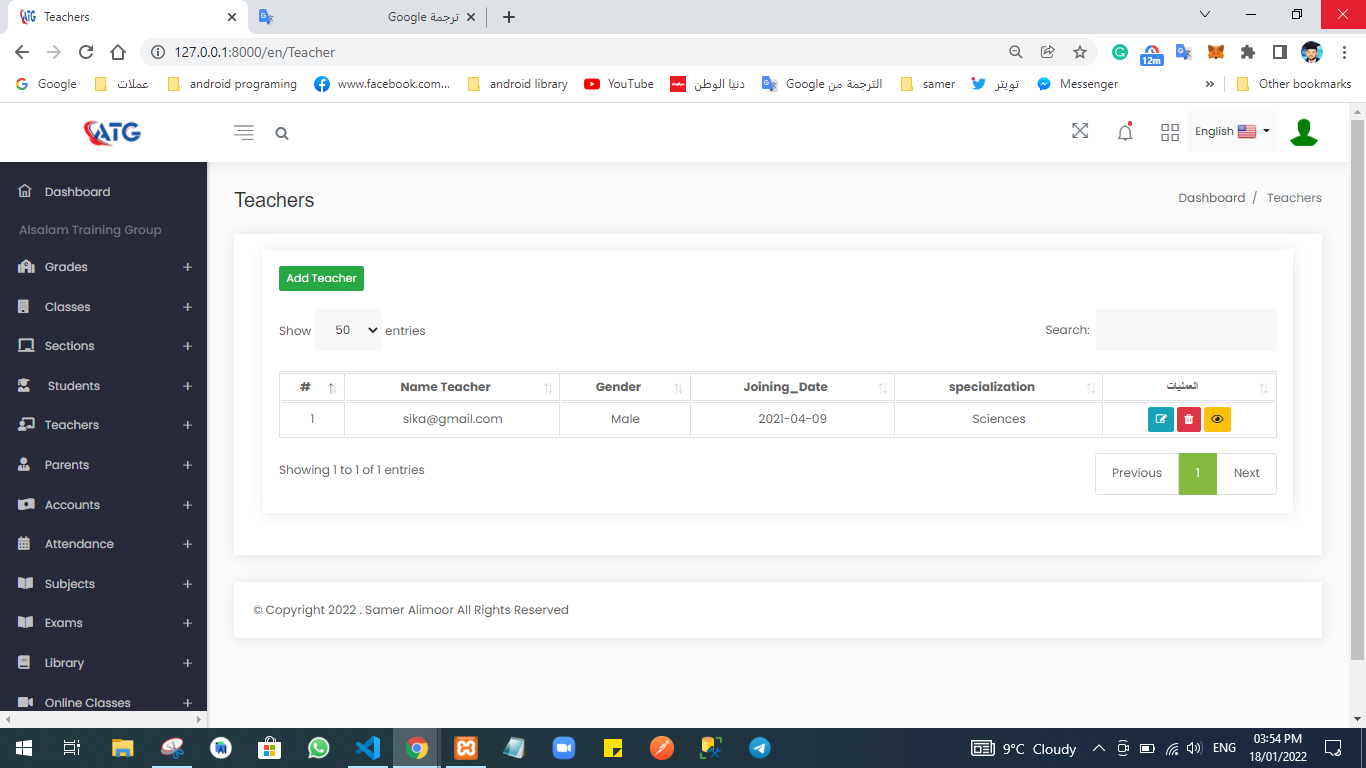 Teachers
ترجمة Google
127.0.0.1:8000/en/Teacher
12m
Google
عملات
android programing
www.facebook.com...
android library
YouTube
دنيا الوطن
الترجمة من Google
samer
تويتر
Messenger
»
Other bookmarks
ATG
English
Dashboard
Alsalam Training Group
Grades +
Classes +
Sections +
Students +
Teachers +
Parents +
Accounts +
Attendance +
Subjects +
Exams +
Library +
Online Classes +
Teachers
Dashboard / Teachers
Add Teacher
Show 50 entries
Search:
# Name Teacher Gender Joining_Date specialization العمليات
1 sika@gmail.com Male 2021-04-09 Sciences
Showing 1 to 1 of 1 entries
Previous 1 Next
© Copyright 2022 . Samer Alimoor All Rights Reserved
9°C Cloudy
ENG
03:54 PM
18/01/2022